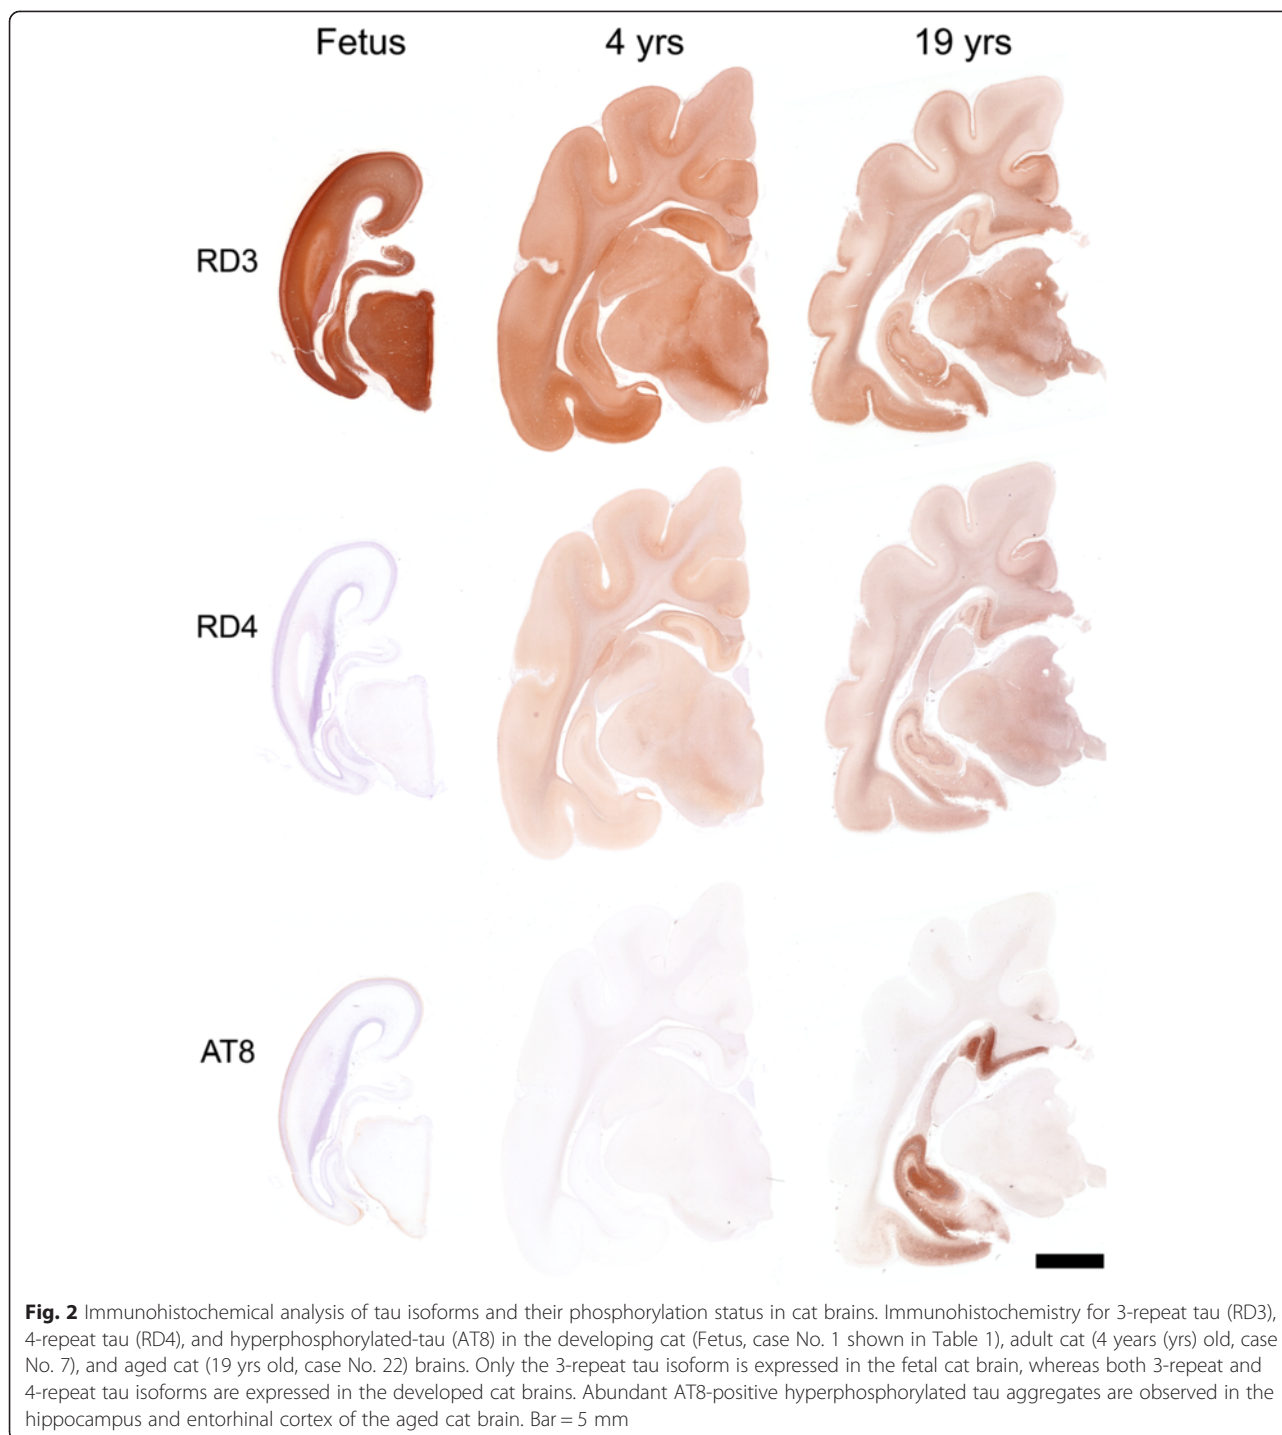 Fetus 4 yrs 19 yrs
RD3
RD4
AT8
Fig. 2 Immunohistochemical analysis of tau isoforms and their phosphorylation status in cat brains. Immunohistochemistry for 3-repeat tau (RD3),
4-repeat tau (RD4), and hyperphosphorylated-tau (AT8) in the developing cat (Fetus, case No. 1 shown in Table 1), adult cat (4 years (yrs) old, case
No. 7), and aged cat (19 yrs old, case No. 22) brains. Only the 3-repeat tau isoform is expressed in the fetal cat brain, whereas both 3-repeat and
4-repeat tau isoforms are expressed in the developed cat brains. Abundant AT8-positive hyperphosphorylated tau aggregates are observed in the
hippocampus and entorhinal cortex of the aged cat brain. Bar = 5 mm